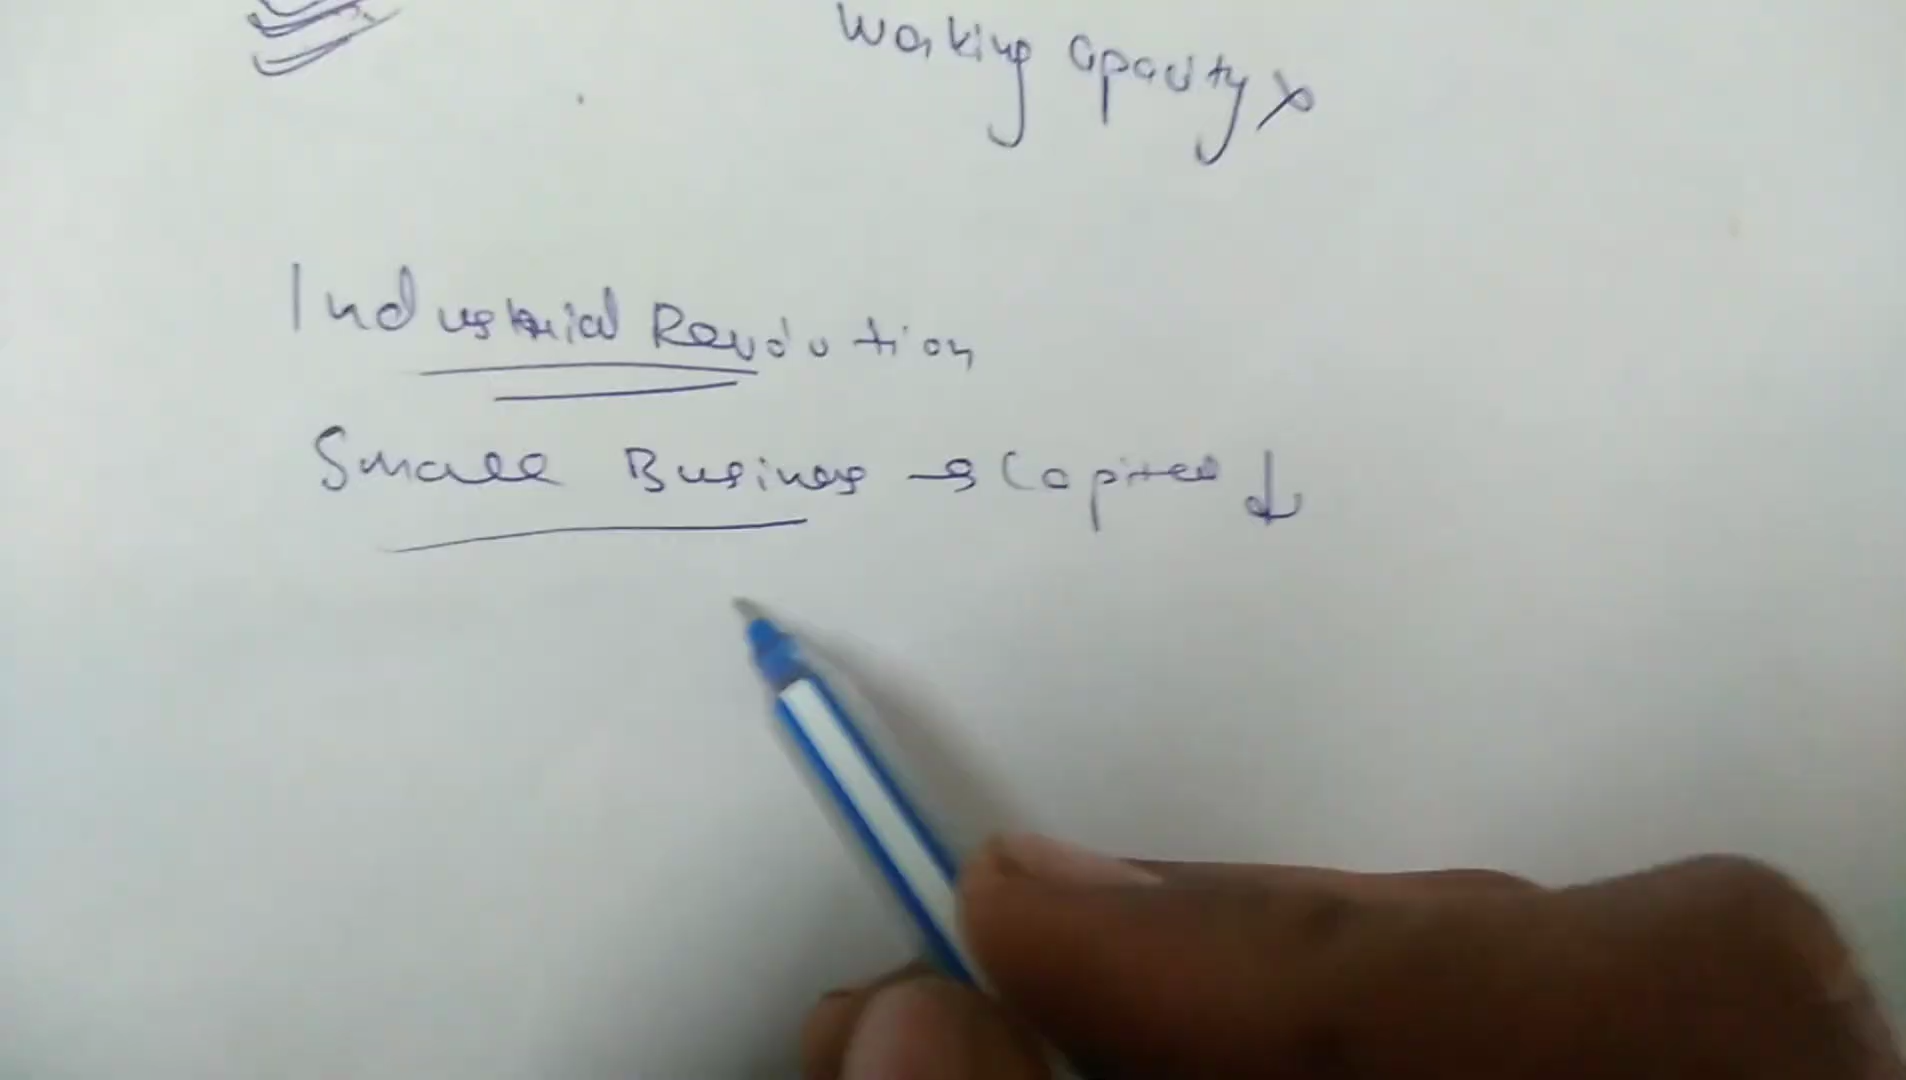 Working Capacity x
Industrial Revolution
Small Business → Capital ↓